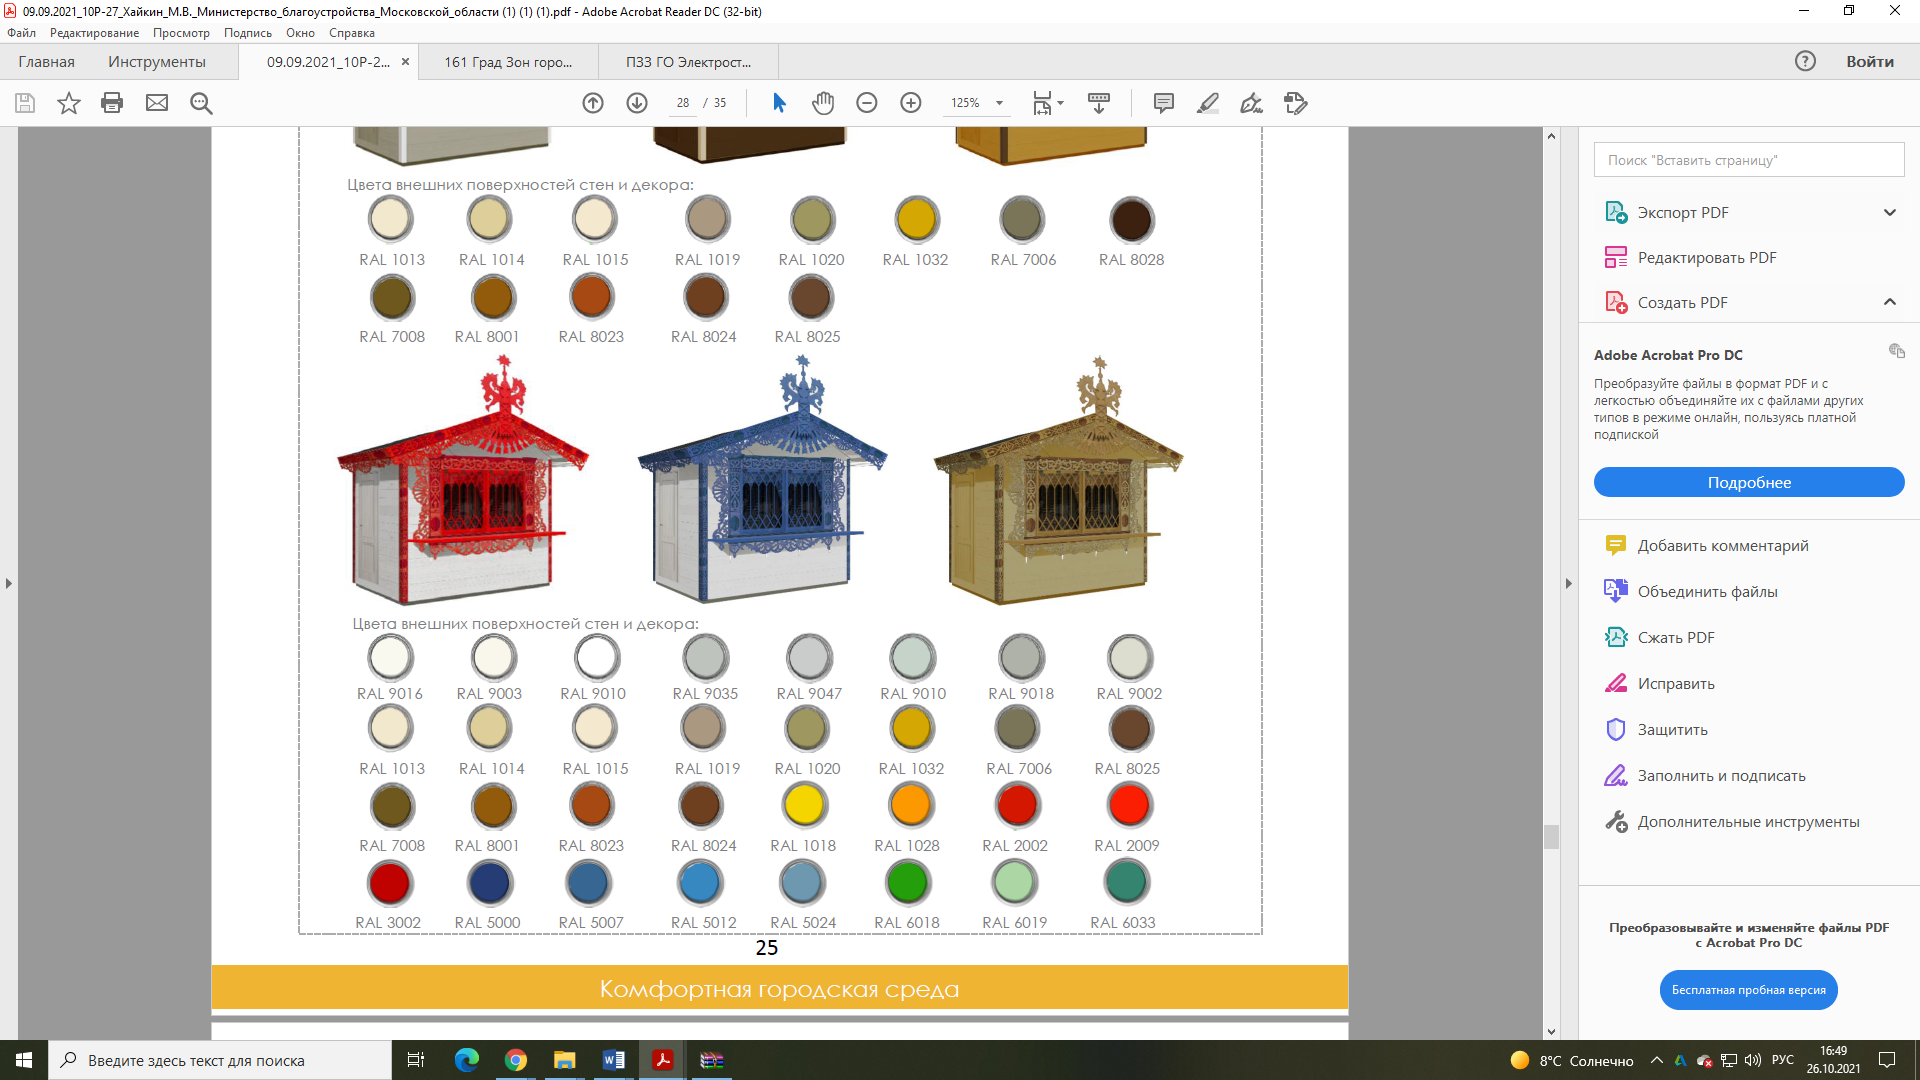 09.09.2021_10Р-27_Хайкин_М.В._Министерство_благоустройства_Московской_области (1) (1) (1).pdf - Adobe Acrobat Reader DC (32-bit)
Файл Редактирование Просмотр Подпись Окно Справка
Главная Инструменты 09.09.2021_10Р-2... × 161 Град Зон горо... ПЗЗ ГО Электрост... Войти
28 / 35 125%
Цвета внешних поверхностей стен и декора:
RAL 1013 RAL 1014 RAL 1015 RAL 1019 RAL 1020 RAL 1032 RAL 7006 RAL 8028
RAL 7008 RAL 8001 RAL 8023 RAL 8024 RAL 8025
Цвета внешних поверхностей стен и декора:
RAL 9016 RAL 9003 RAL 9010 RAL 9035 RAL 9047 RAL 9010 RAL 9018 RAL 9002
RAL 1013 RAL 1014 RAL 1015 RAL 1019 RAL 1020 RAL 1032 RAL 7006 RAL 8025
RAL 7008 RAL 8001 RAL 8023 RAL 8024 RAL 1018 RAL 1028 RAL 2002 RAL 2009
RAL 3002 RAL 5000 RAL 5007 RAL 5012 RAL 5024 RAL 6018 RAL 6019 RAL 6033
25
Комфортная городская среда
Поиск "Вставить страницу"
Экспорт PDF
Редактировать PDF
Создать PDF
Adobe Acrobat Pro DC
Преобразуйте файлы в формат PDF и с
легкостью объединяйте их с файлами других
типов в режиме онлайн, пользуясь платной
подпиской
Подробнее
Добавить комментарий
Объединить файлы
Сжать PDF
Исправить
Защитить
Заполнить и подписать
Дополнительные инструменты
Преобразовывайте и изменяйте файлы PDF
с Acrobat Pro DC
Бесплатная пробная версия
Введите здесь текст для поиска
8°C Солнечно
РУС
16:49
26.10.2021